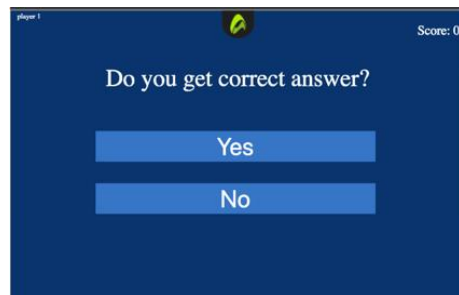 player 1
Score: 0
Do you get correct answer?
Yes
No